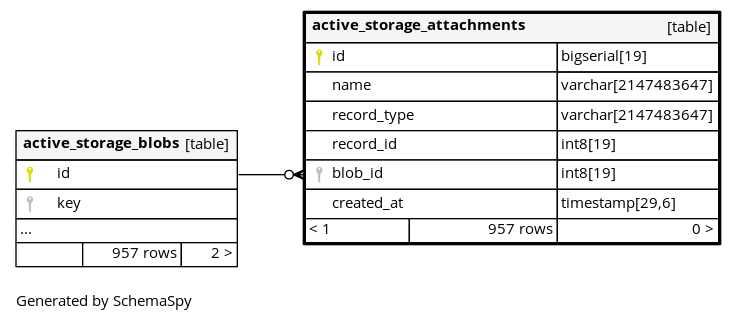 active_storage_attachments [table]
id bigserial[19]
name varchar[2147483647]
record_type varchar[2147483647]
record_id int8[19]
blob_id int8[19]
created_at timestamp[29,6]
< 1 957 rows 0 >
active_storage_blobs [table]
id
key
...
957 rows 2 >
Generated by SchemaSpy